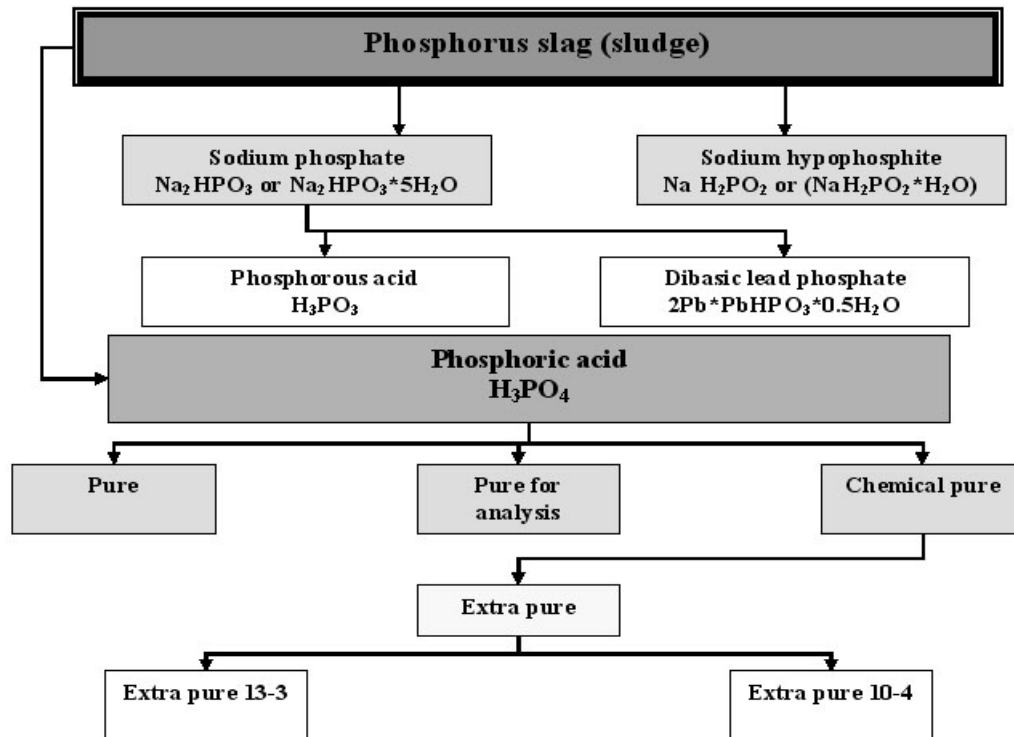 Phosphorus slag (sludge)
Sodium phosphate
Na₂HPO₃ or Na₂HPO₃*5H₂O
Sodium hypophosphite
Na H₂PO₂ or (NaH₂PO₂*H₂O)
Phosphorous acid
H₃PO₃
Dibasic lead phosphate
2Pb*PbHPO₃*0.5H₂O
Phosphoric acid
H₃PO₄
Pure
Pure for
analysis
Chemical pure
Extra pure
Extra pure 13-3
Extra pure 10-4